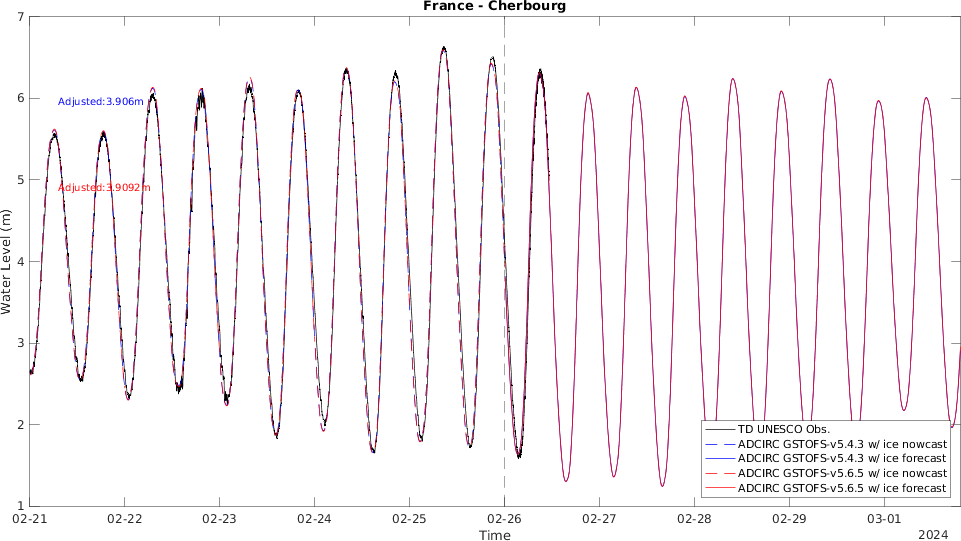 France - Cherbourg
7
6
5
4
3
2
1
Water Level (m)
Adjusted:3.906m
Adjusted:3.9092m
TD UNESCO Obs.
ADCIRC GSTOFS-v5.4.3 w/ ice nowcast
ADCIRC GSTOFS-v5.4.3 w/ ice forecast
ADCIRC GSTOFS-v5.6.5 w/ ice nowcast
ADCIRC GSTOFS-v5.6.5 w/ ice forecast
02-21 02-22 02-23 02-24 02-25 02-26 02-27 02-28 02-29 03-01
Time
2024